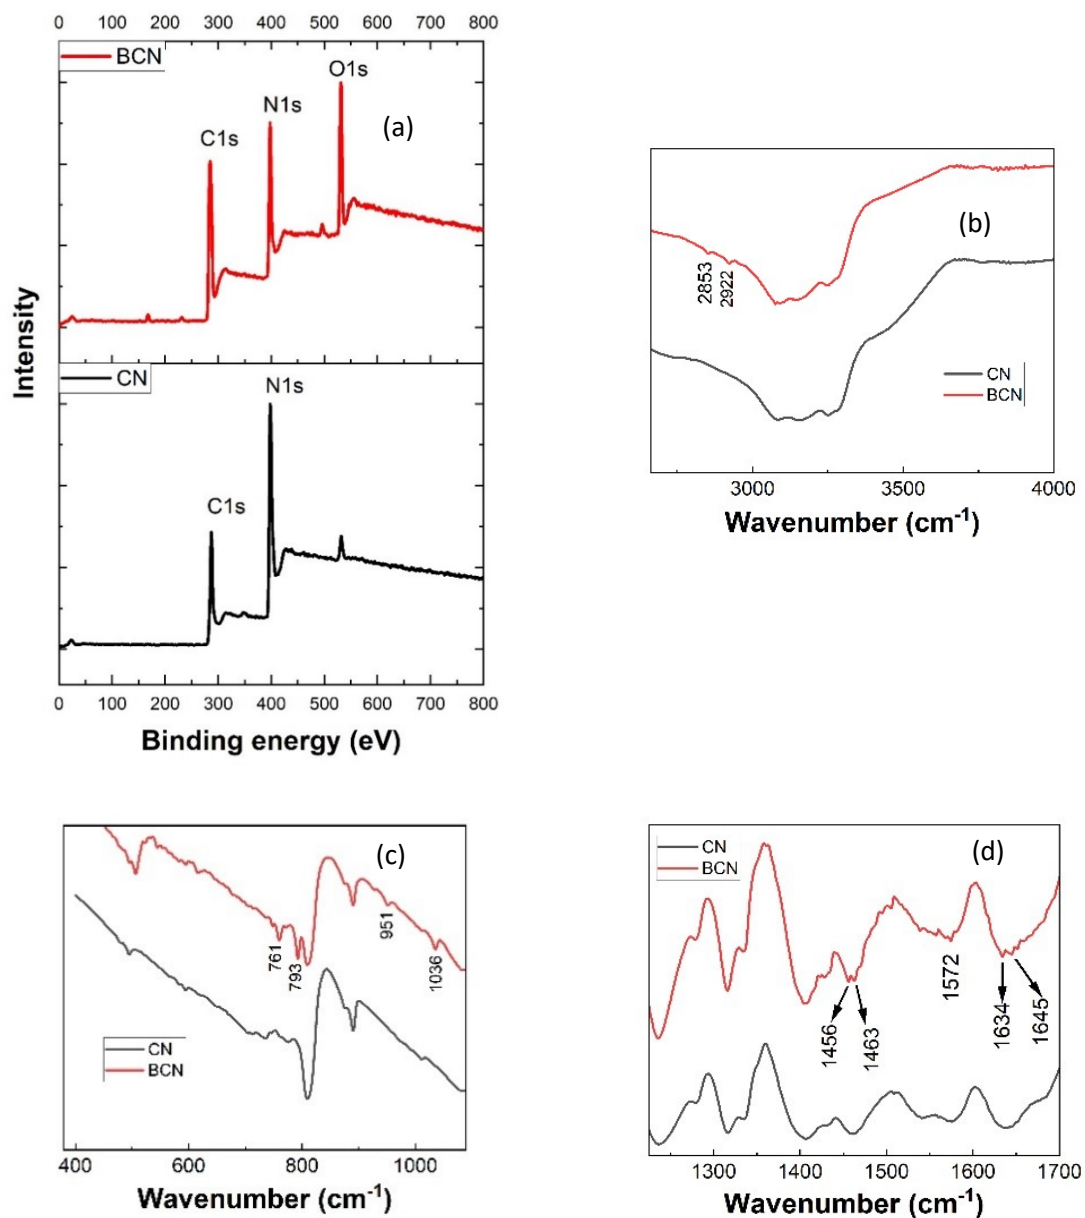 0 100 200 300 400 500 600 700 800
BCN
O1s
N1s
(a)
C1s
CN
N1s
C1s
Intensity
0 100 200 300 400 500 600 700 800
Binding energy (eV)
(b)
2853
2922
CN
BCN
3000 3500 4000
Wavenumber (cm⁻¹)
(c)
761
793
951
1036
CN
BCN
400 600 800 1000
Wavenumber (cm⁻¹)
CN
BCN
(d)
1456
1463
1572
1634
1645
1300 1400 1500 1600 1700
Wavenumber (cm⁻¹)